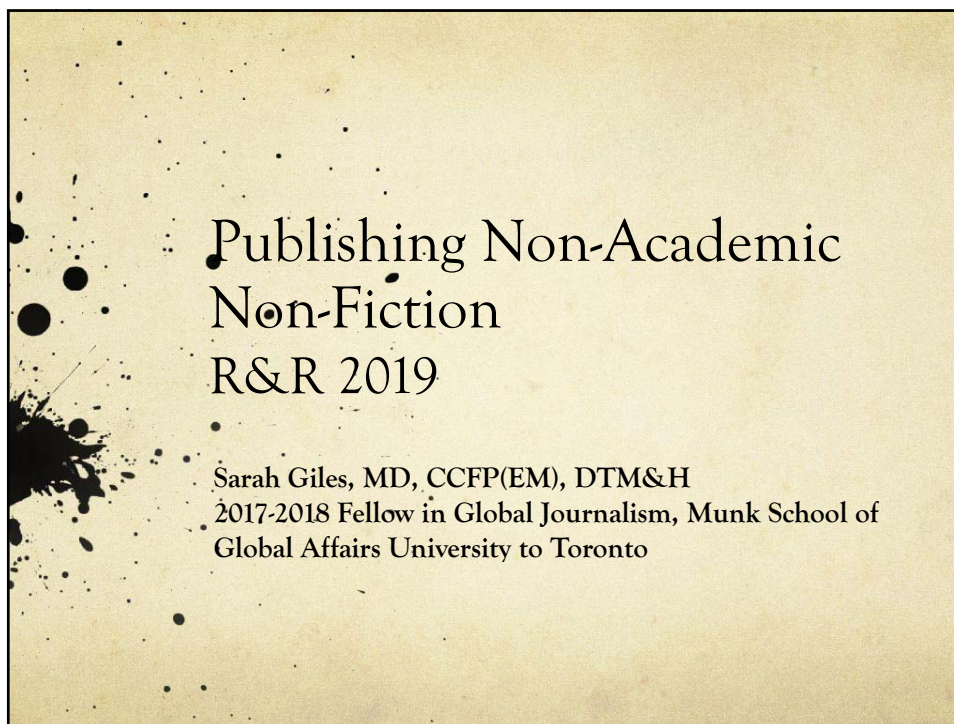 Publishing Non-Academic
Non-Fiction
R&R 2019
Sarah Giles, MD, CCFP(EM), DTM&H
2017-2018 Fellow in Global Journalism, Munk School of
Global Affairs University to Toronto